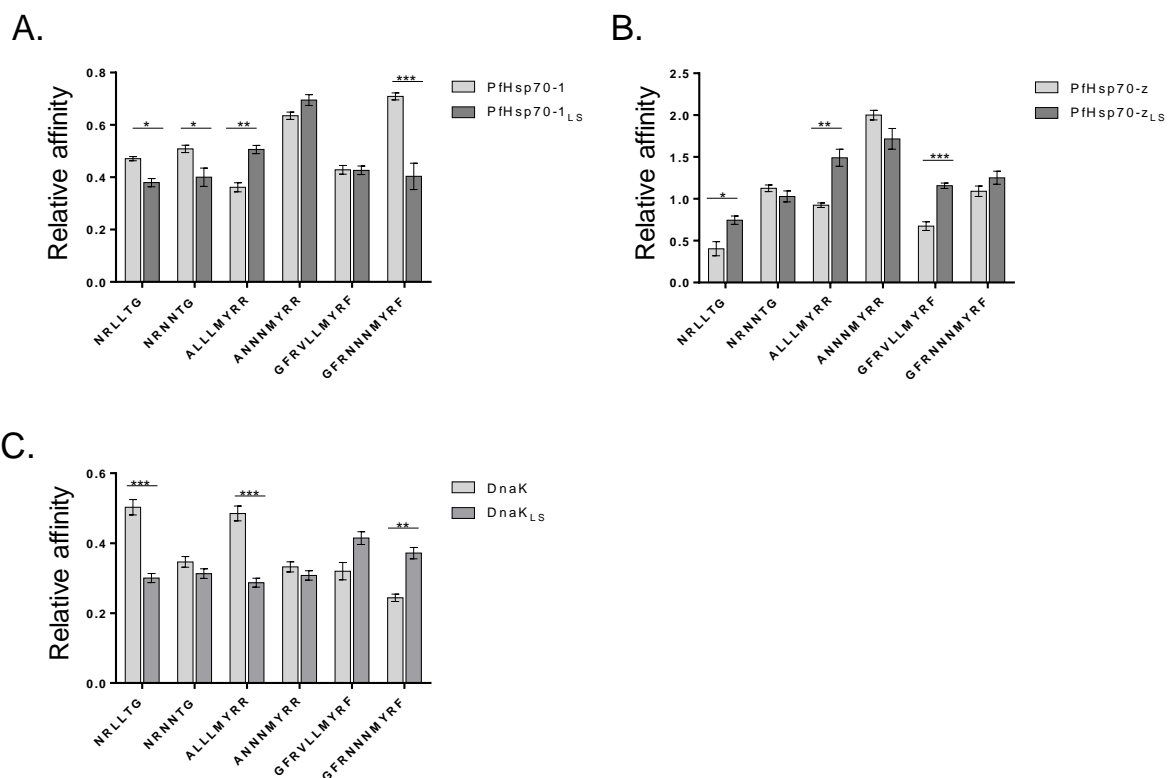 A.
Relative affinity
0.8
0.6
0.4
0.2
0.0
*
*
**
***
NRLLTG
NRNNTG
ALLLMYRR
ANNNMYRR
GFRVLLMYRF
GFRNNNMYRF
PfHsp70-1
PfHsp70-1LS
B.
Relative affinity
2.5
2.0
1.5
1.0
0.5
0.0
*
**
***
NRLLTG
NRNNTG
ALLLMYRR
ANNNMYRR
GFRVLLMYRF
GFRNNNMYRF
PfHsp70-z
PfHsp70-zLS
C.
Relative affinity
0.6
0.4
0.2
0.0
***
***
**
NRLLTG
NRNNTG
ALLLMYRR
ANNNMYRR
GFRVLLMYRF
GFRNNNMYRF
DnaK
DnaKLS